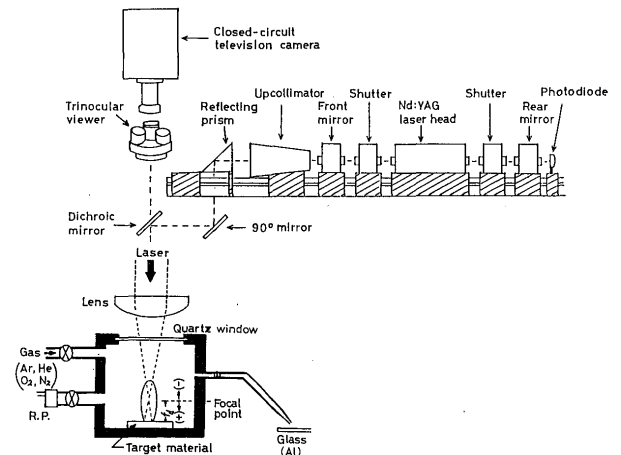 Closed-circuit
television camera
Trinocular
viewer
Reflecting
prism
Upcollimator
Front
mirror
Shutter
Nd:YAG
laser head
Shutter
Rear
mirror
Photodiode
Dichroic
mirror
90° mirror
Laser
Lens
Quartz window
Gas
(Ar, He
O₂, N₂)
R.P.
(-)
fd
(+)
Focal
point
Target material
Glass
(Al)